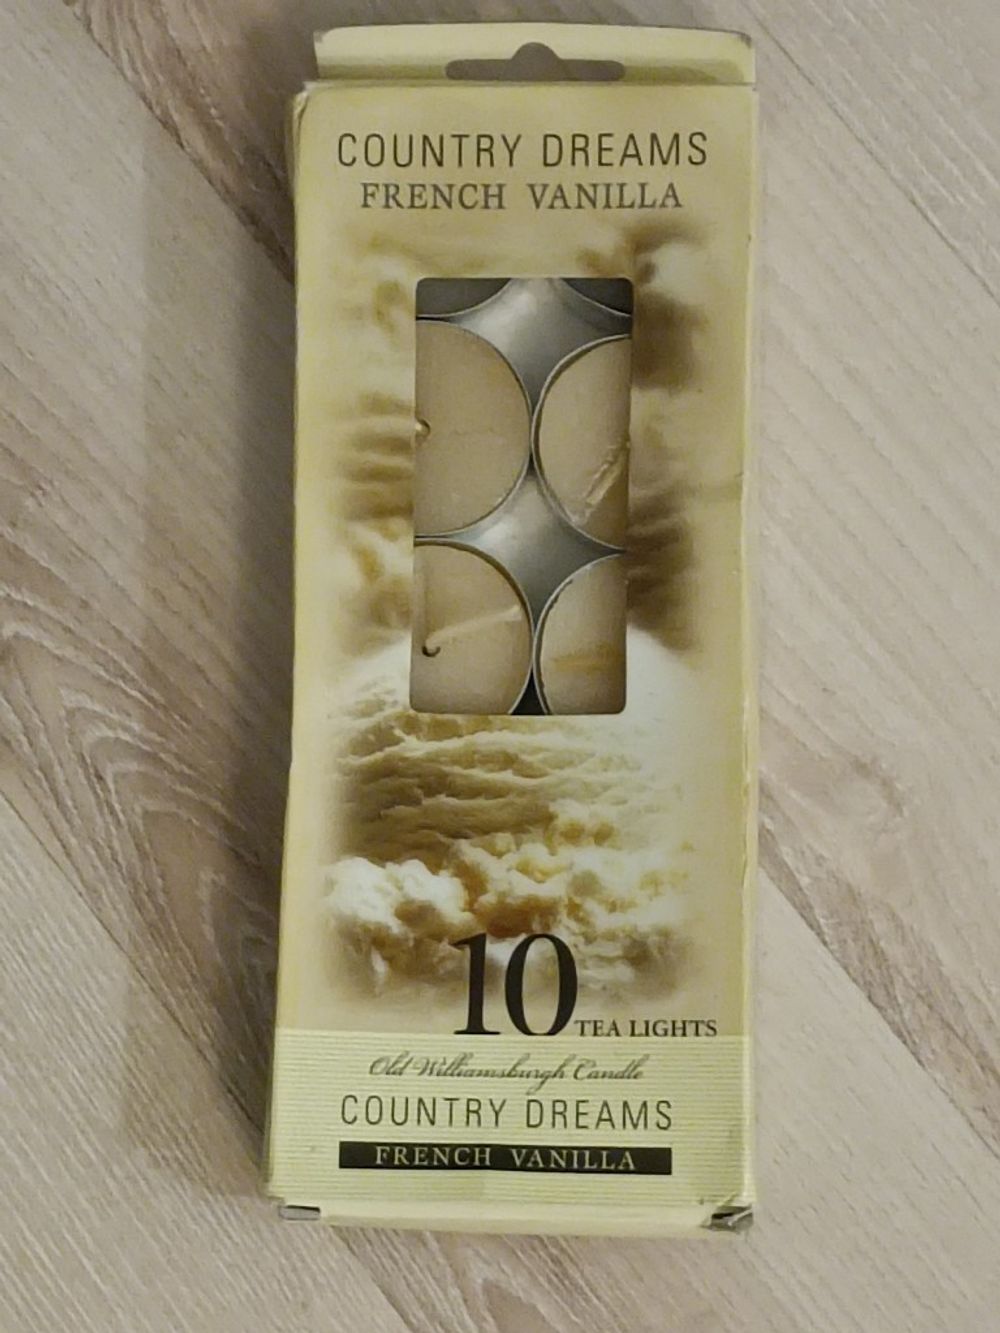 COUNTRY DREAMS
FRENCH VANILLA
10 TEA LIGHTS
Old Williamsburgh Candle
COUNTRY DREAMS
FRENCH VANILLA